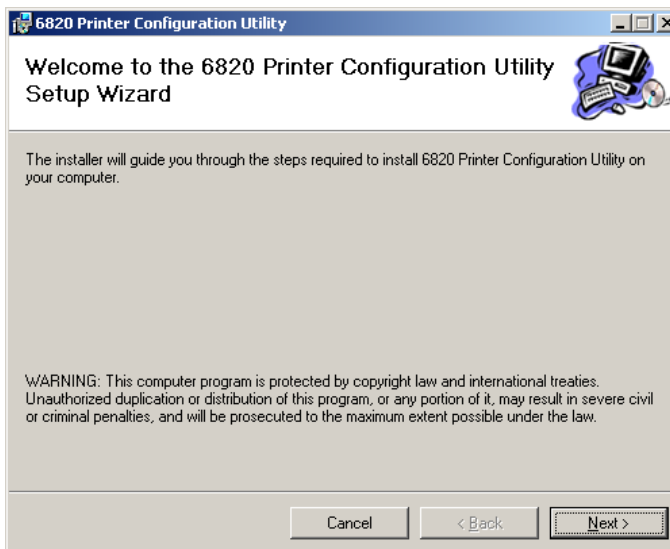 6820 Printer Configuration Utility
Welcome to the 6820 Printer Configuration Utility
Setup Wizard
The installer will guide you through the steps required to install 6820 Printer Configuration Utility on
your computer.
WARNING: This computer program is protected by copyright law and international treaties.
Unauthorized duplication or distribution of this program, or any portion of it, may result in severe civil
or criminal penalties, and will be prosecuted to the maximum extent possible under the law.
Cancel
< Back
Next >